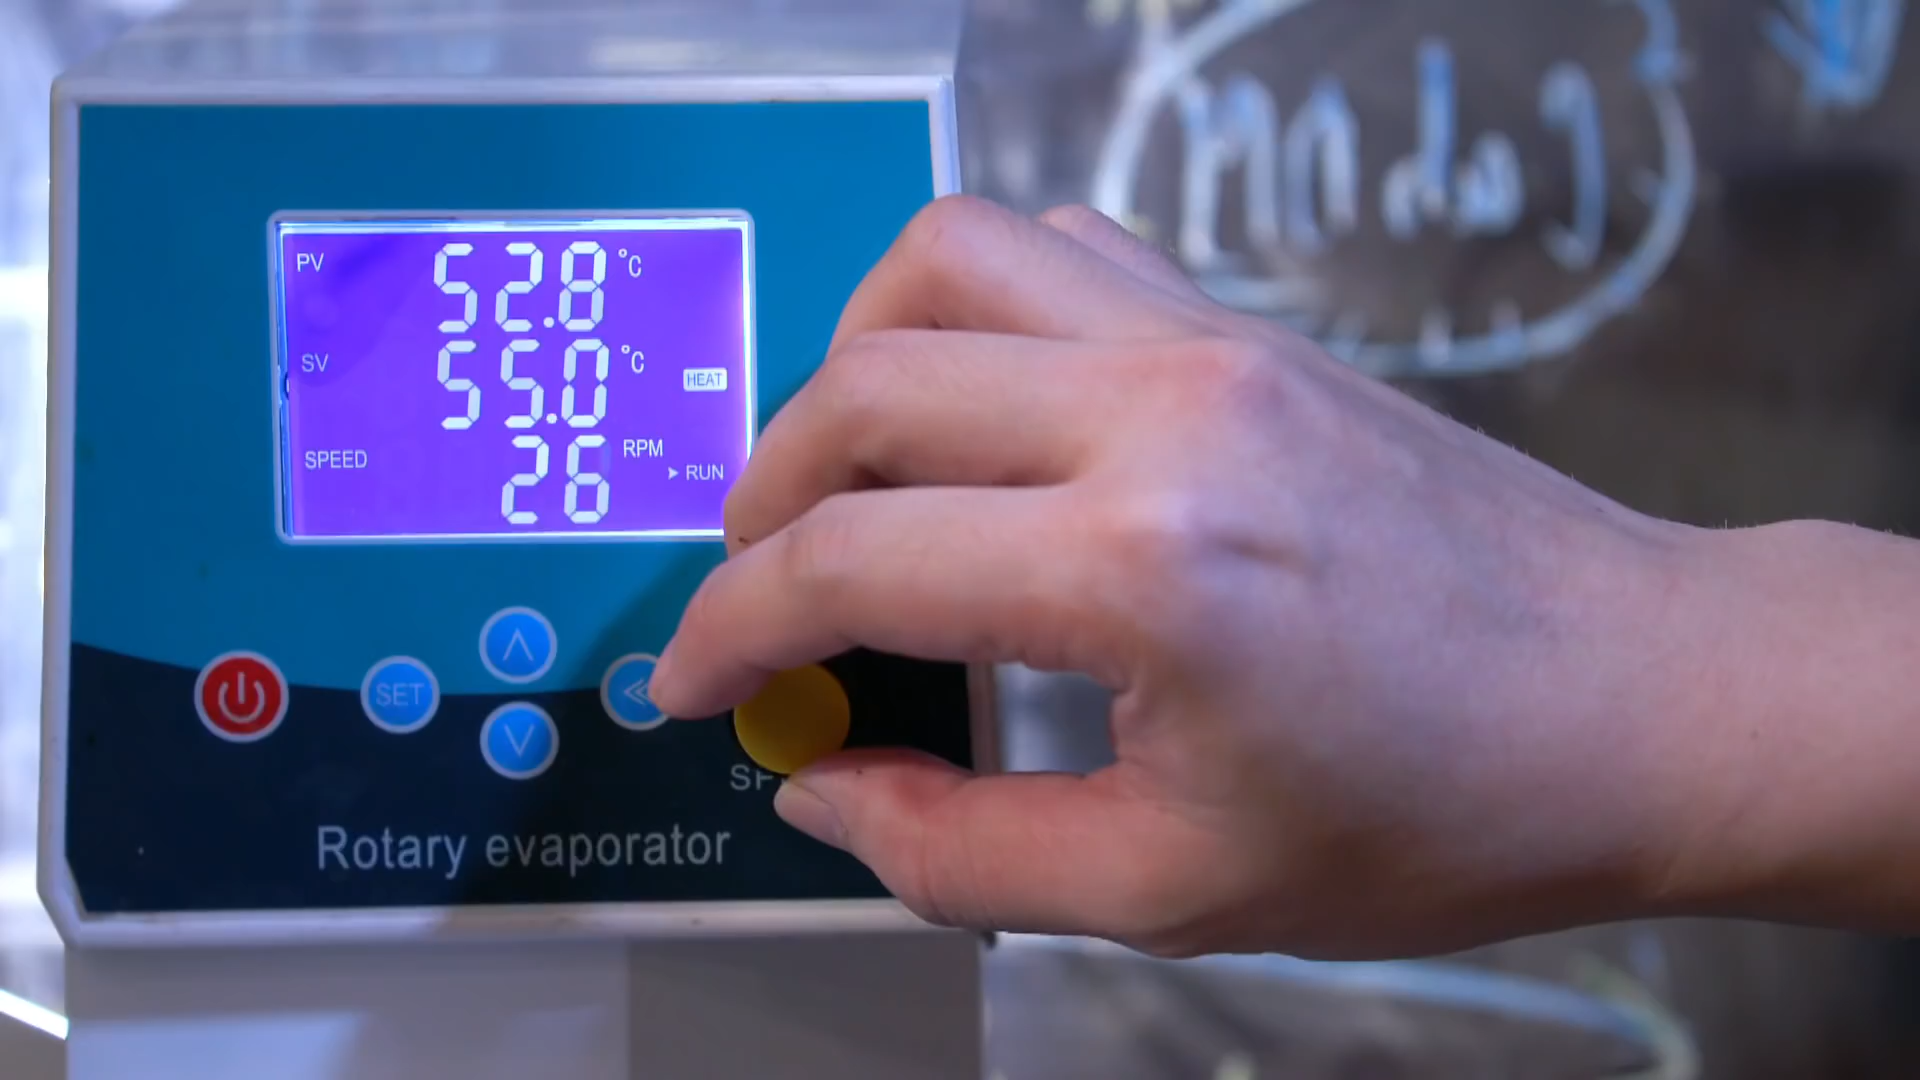 PV 52.8 °C
SV 55.0 °C
HEAT
SPEED 26 RPM
RUN
SET
Rotary evaporator